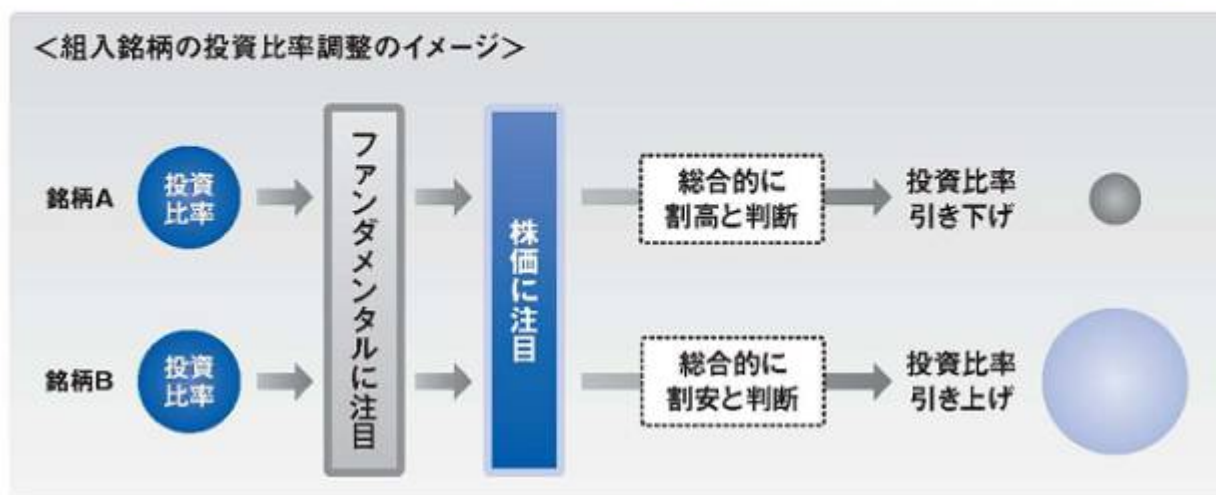 ＜組入銘柄の投資比率調整のイメージ＞
銘柄A
投資
比率
ファンダメンタルに注目
株価に注目
総合的に
割高と判断
投資比率
引き下げ
銘柄B
投資
比率
総合的に
割安と判断
投資比率
引き上げ